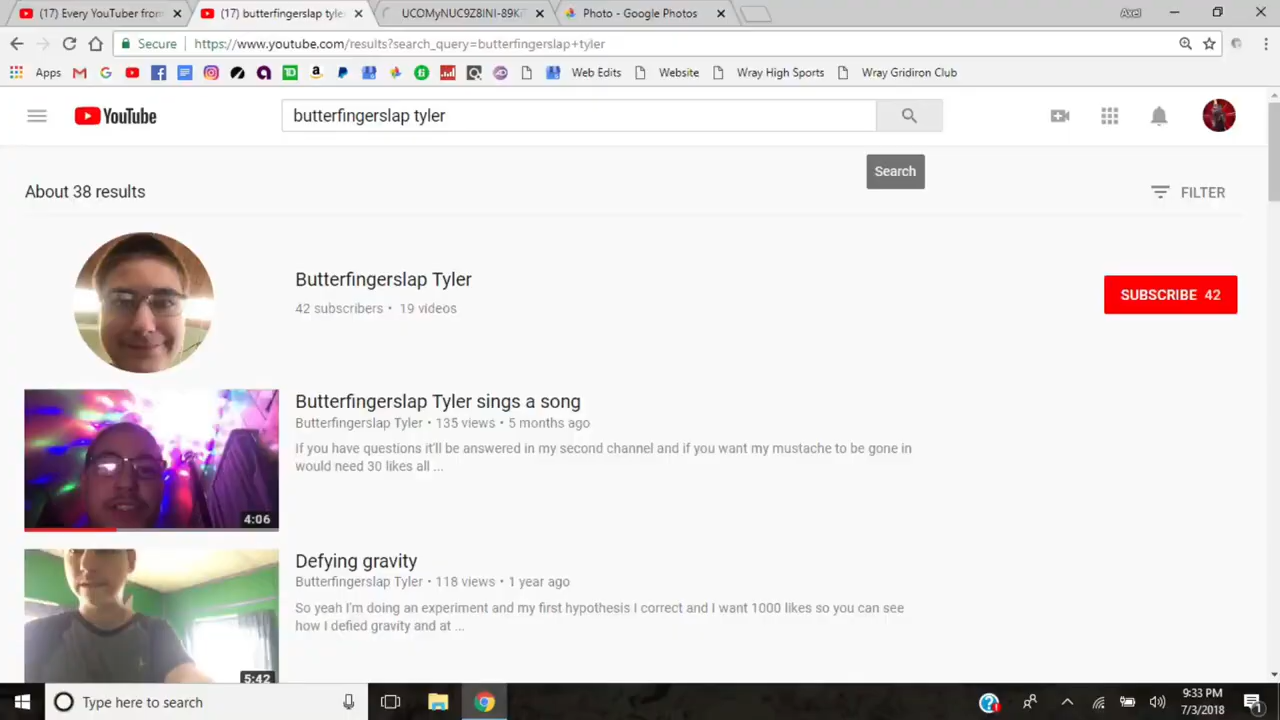 (17) Every YouTuber from
(17) butterfingerslap tyle
UCOMyNUC9Z8INI-89Ki
Photo - Google Photos
Axel
Secure
https://www.youtube.com/results?search_query=butterfingerslap+tyler
Apps
Web Edits
Website
Wray High Sports
Wray Gridiron Club
YouTube
butterfingerslap tyler
Search
About 38 results
FILTER
Butterfingerslap Tyler
42 subscribers • 19 videos
SUBSCRIBE 42
Butterfingerslap Tyler sings a song
Butterfingerslap Tyler • 135 views • 5 months ago
If you have questions it'll be answered in my second channel and if you want my mustache to be gone in
would need 30 likes all ...
4:06
Defying gravity
Butterfingerslap Tyler • 118 views • 1 year ago
So yeah I'm doing an experiment and my first hypothesis I correct and I want 1000 likes so you can see
how I defied gravity and at ...
5:42
Type here to search
9:33 PM
7/3/2018